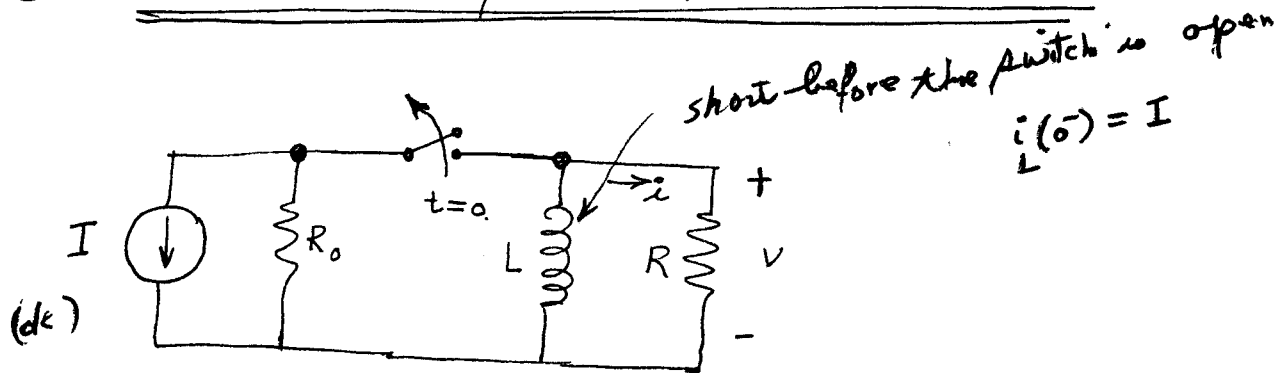 short before the switch is open
i_L(0⁻) = I
t=0
→i
+
I
R₀
L
R
v
(dc)
-